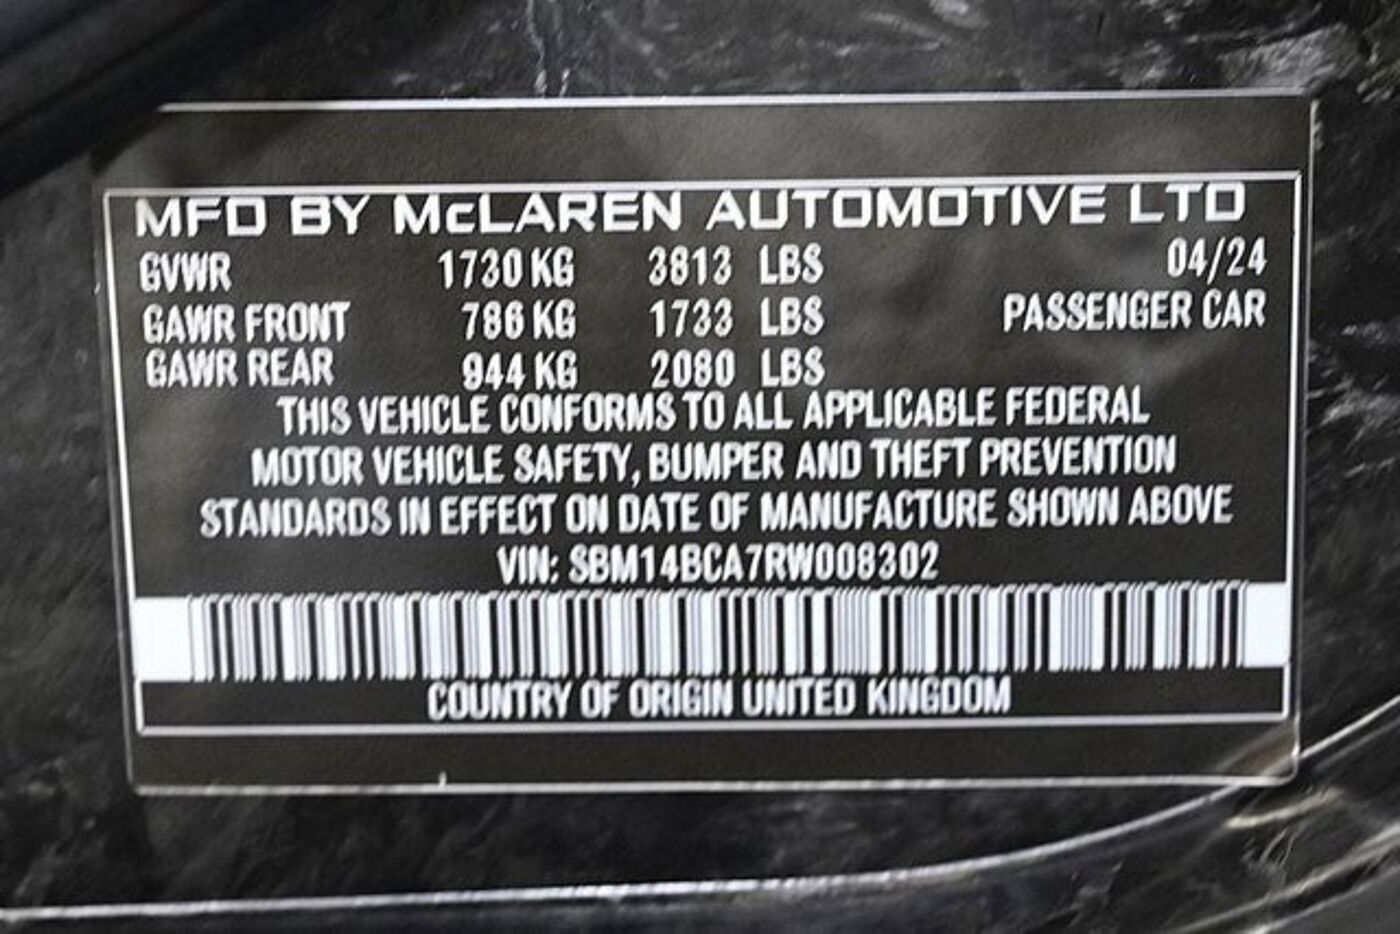 MFD BY McLAREN AUTOMOTIVE LTD
GVWR 1730 KG 3813 LBS 04/24
GAWR FRONT 786 KG 1733 LBS PASSENGER CAR
GAWR REAR 944 KG 2080 LBS
THIS VEHICLE CONFORMS TO ALL APPLICABLE FEDERAL
MOTOR VEHICLE SAFETY, BUMPER AND THEFT PREVENTION
STANDARDS IN EFFECT ON DATE OF MANUFACTURE SHOWN ABOVE
VIN: SBM14BCA7RW008302
COUNTRY OF ORIGIN UNITED KINGDOM